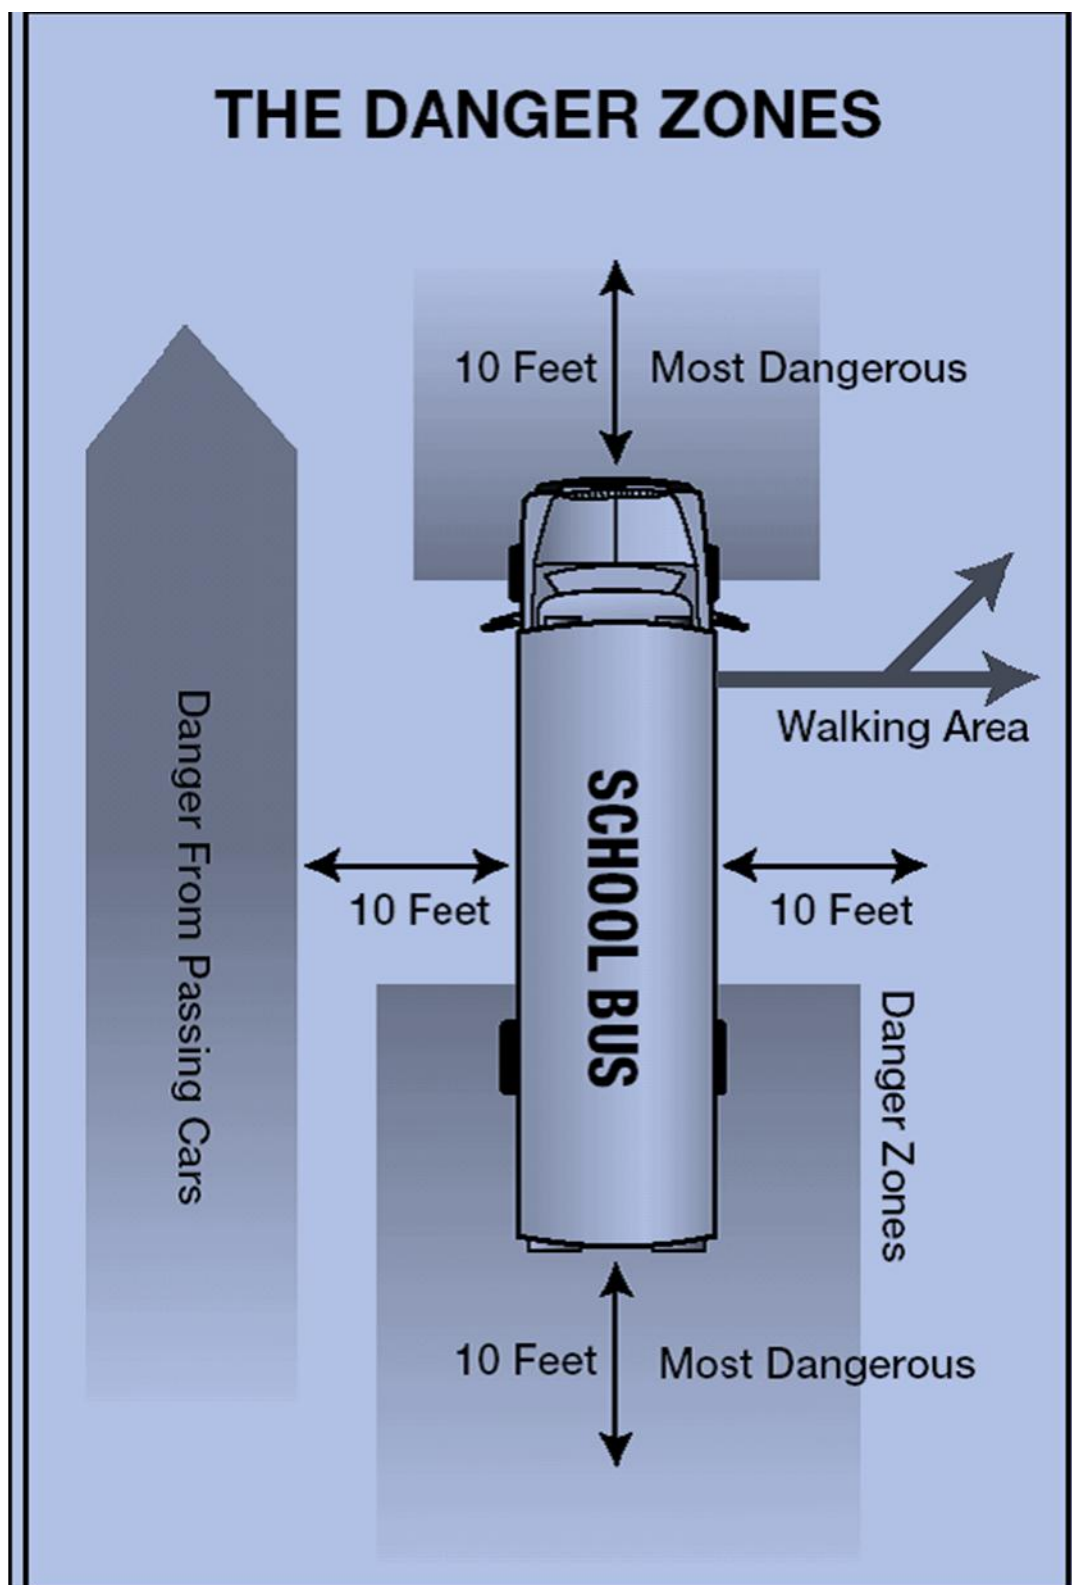 THE DANGER ZONES
10 Feet
Most Dangerous
Walking Area
Danger From Passing Cars
SCHOOL BUS
10 Feet
10 Feet
Danger Zones
10 Feet
Most Dangerous